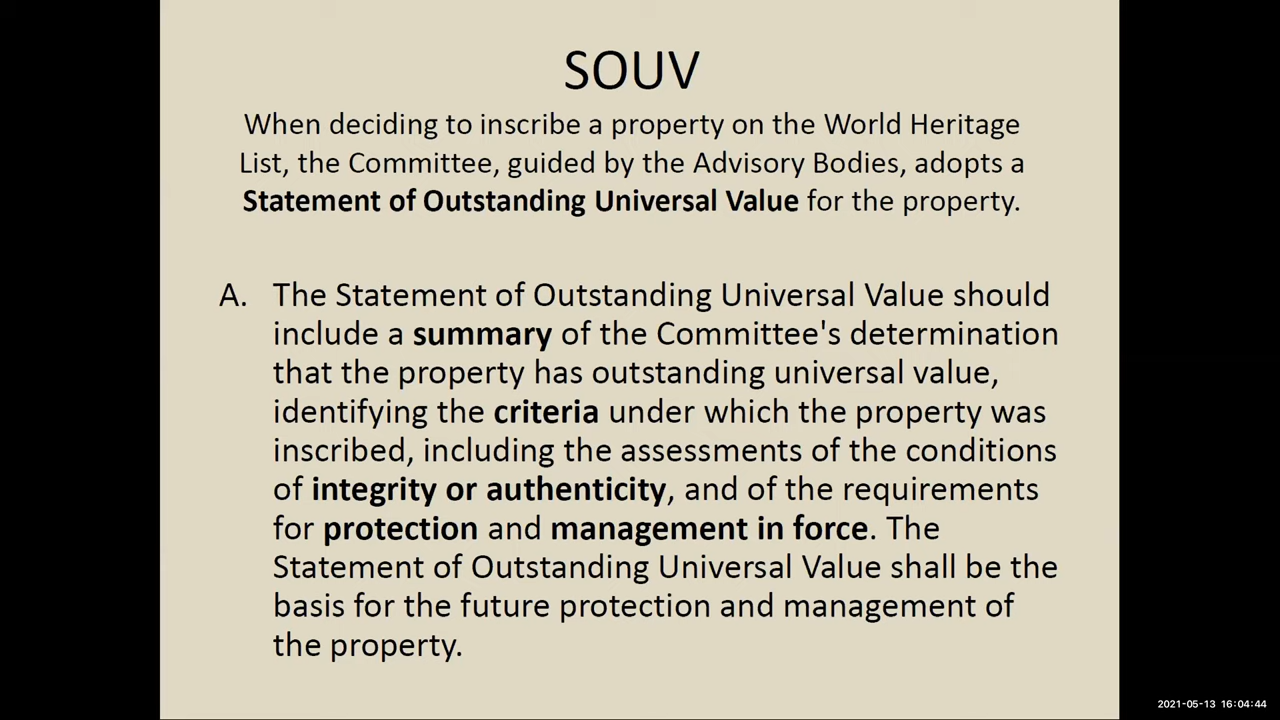 SOUV
When deciding to inscribe a property on the World Heritage
List, the Committee, guided by the Advisory Bodies, adopts a
Statement of Outstanding Universal Value for the property.
A. The Statement of Outstanding Universal Value should
include a summary of the Committee's determination
that the property has outstanding universal value,
identifying the criteria under which the property was
inscribed, including the assessments of the conditions
of integrity or authenticity, and of the requirements
for protection and management in force. The
Statement of Outstanding Universal Value shall be the
basis for the future protection and management of
the property.
2021-05-13 16:04:44